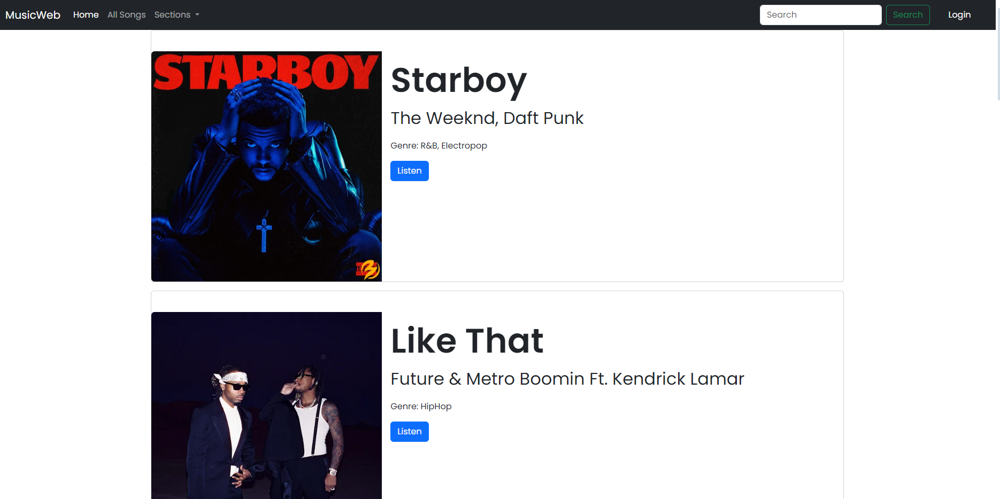 MusicWeb Home All Songs Sections Search Search Login
STARBOY
Starboy
The Weeknd, Daft Punk
Genre: R&B, Electropop
Listen
Like That
Future & Metro Boomin Ft. Kendrick Lamar
Genre: HipHop
Listen